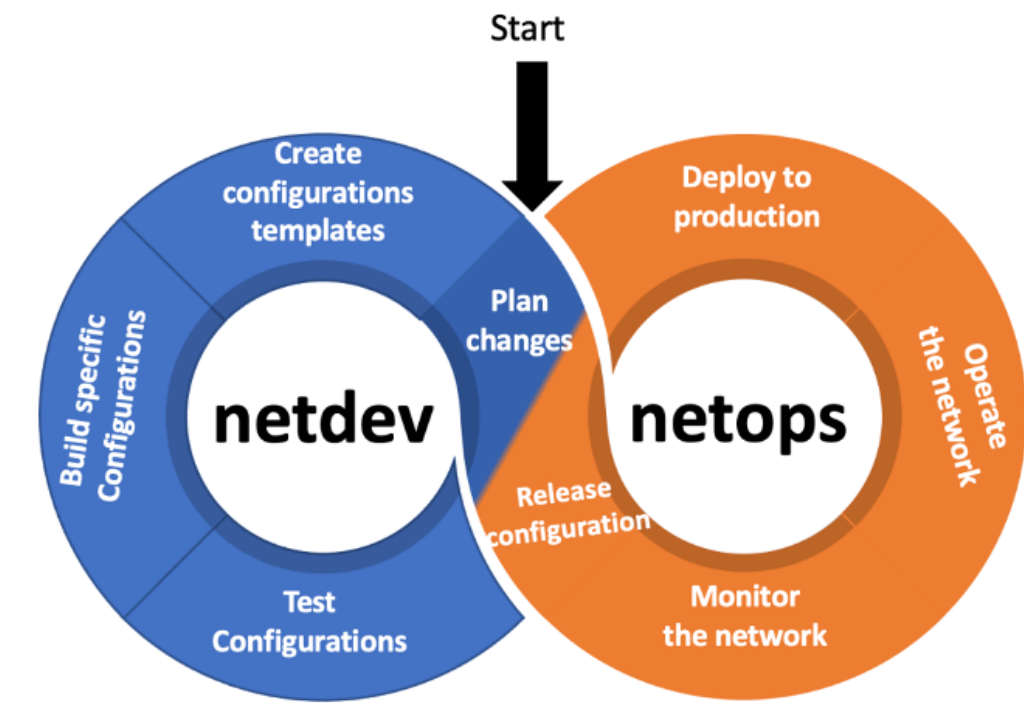 Start
Create
configurations
templates
Deploy to
production
Plan
changes
Build specific
Configurations
netdev
netops
Operate
the network
Release
configuration
Test
Configurations
Monitor
the network